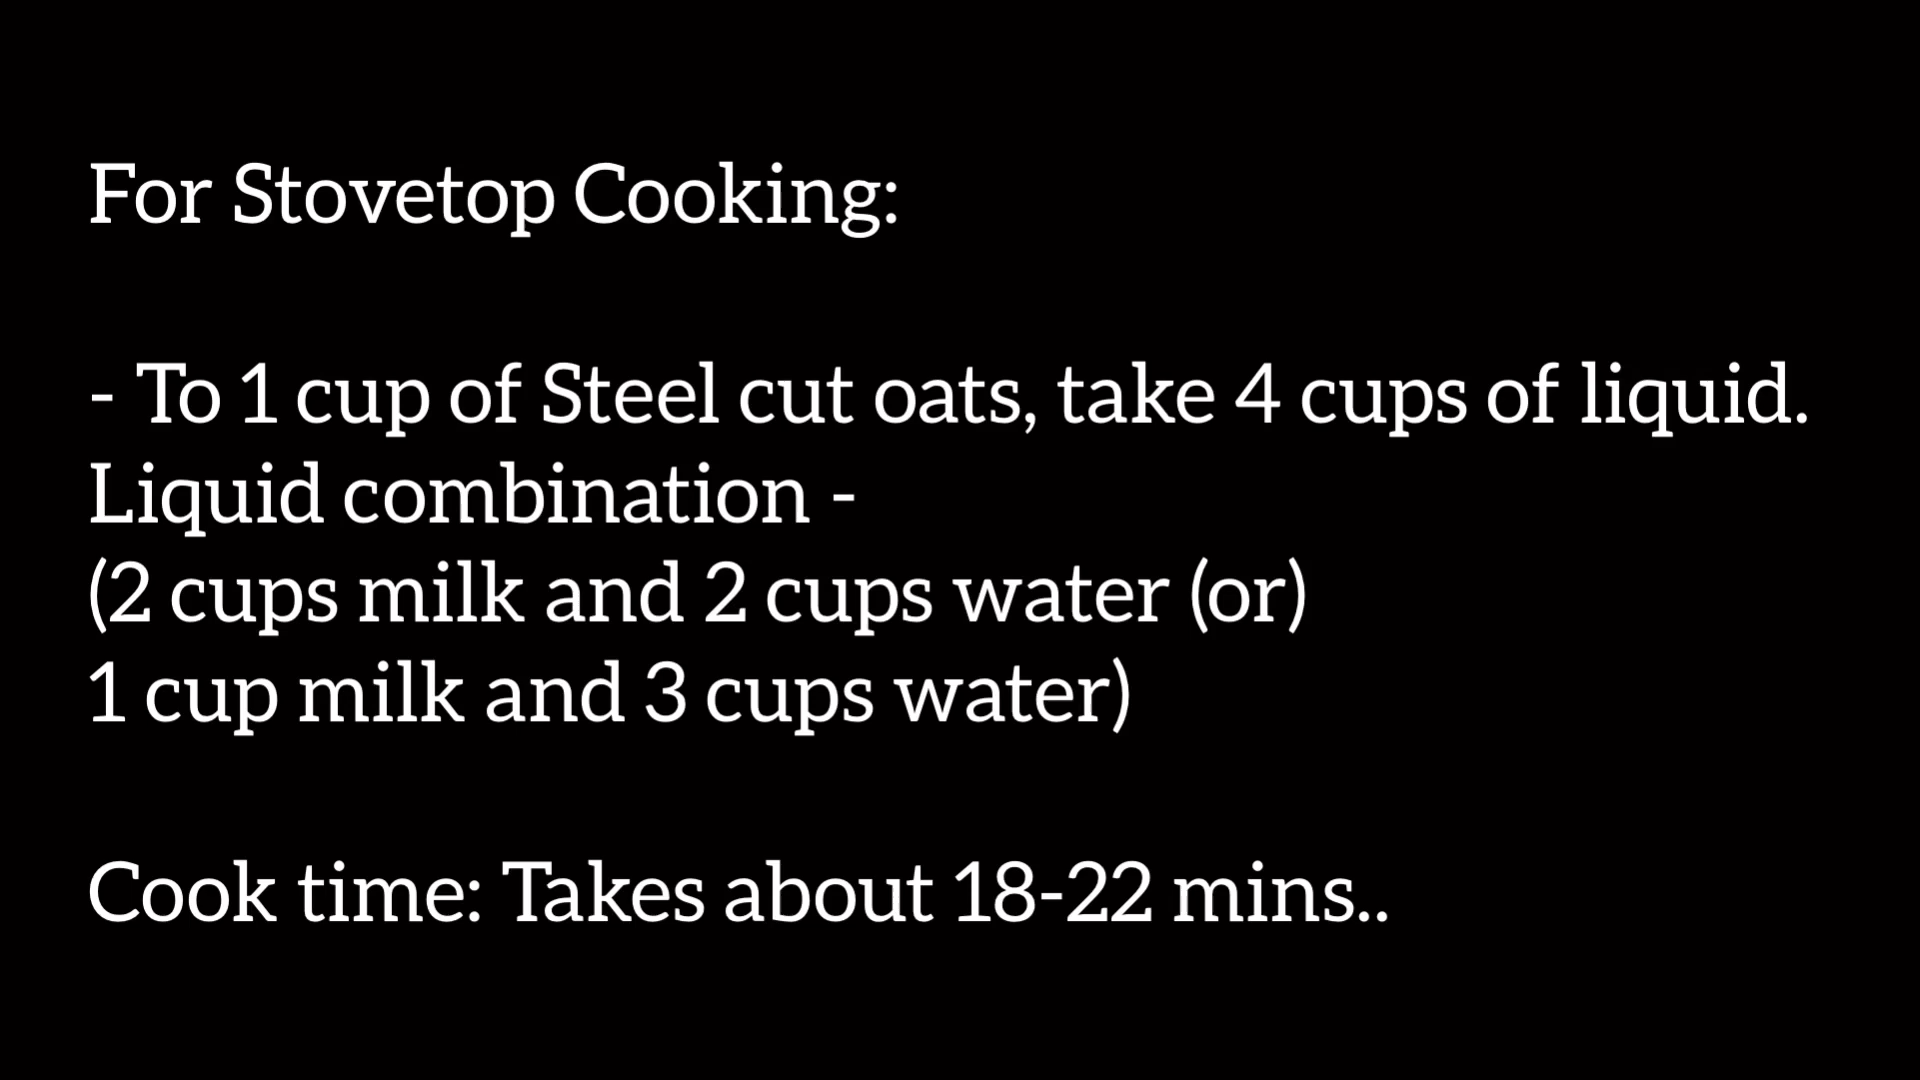 For Stovetop Cooking:
- To 1 cup of Steel cut oats, take 4 cups of liquid.
Liquid combination -
(2 cups milk and 2 cups water (or)
1 cup milk and 3 cups water)
Cook time: Takes about 18-22 mins..